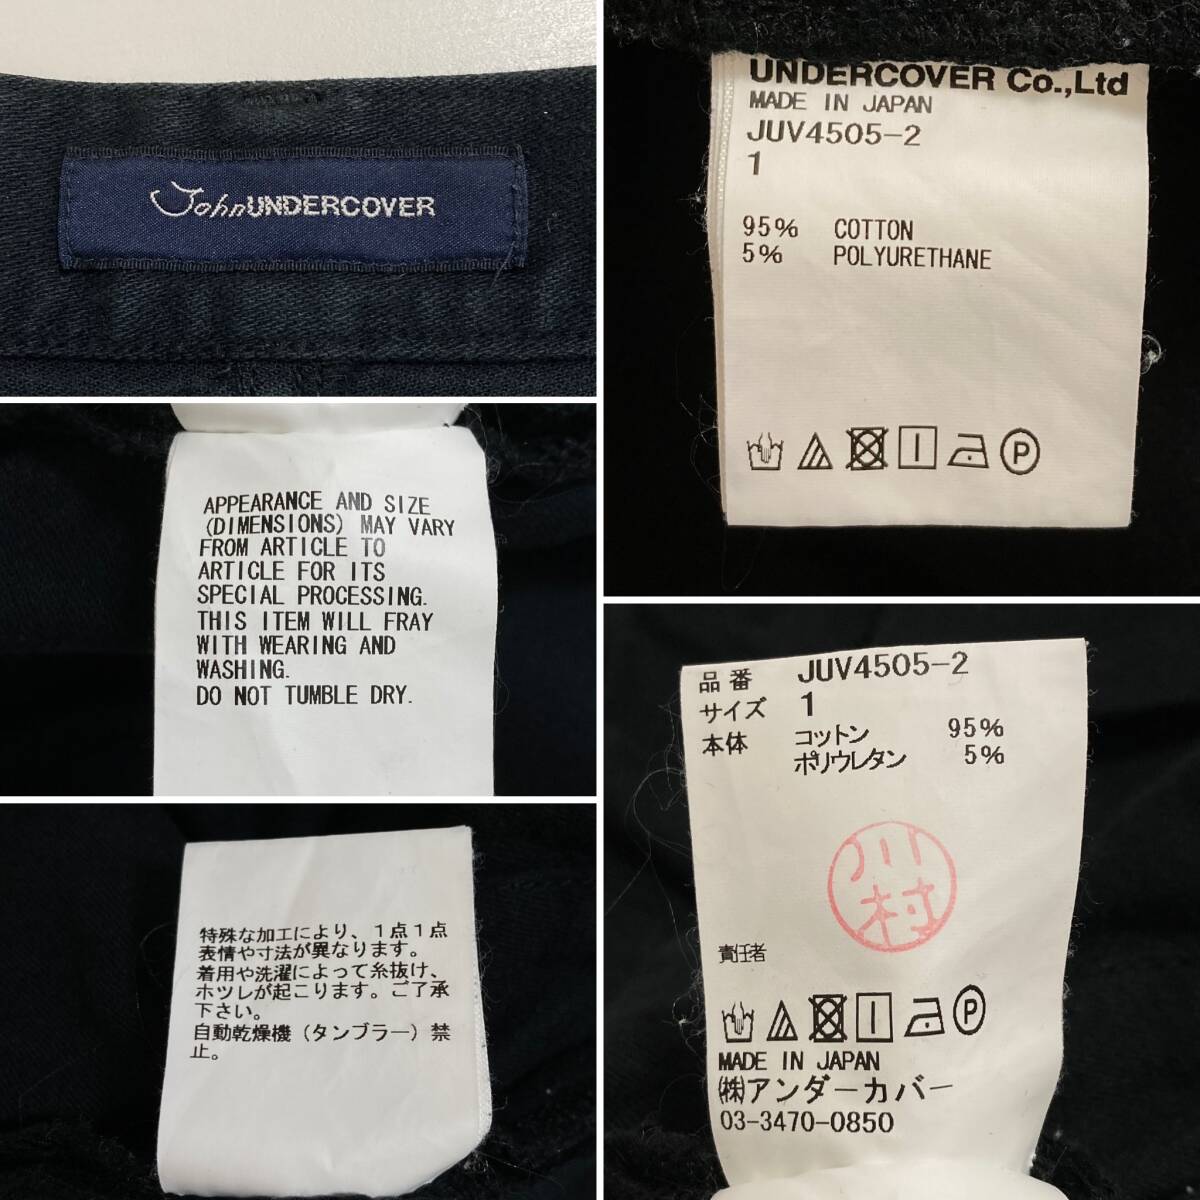 JohnUNDERCOVER
UNDERCOVER Co.,Ltd
MADE IN JAPAN
JUV4505-2
1
95% COTTON
5% POLYURETHANE
P
APPEARANCE AND SIZE
(DIMENSIONS) MAY VARY
FROM ARTICLE TO
ARTICLE FOR ITS
SPECIAL PROCESSING.
THIS ITEM WILL FRAY
WITH WEARING AND
WASHING.
DO NOT TUMBLE DRY.
品番 JUV4505-2
サイズ 1
本体 コットン 95%
ポリウレタン 5%
川村
責任者
P
MADE IN JAPAN
㈱アンダーカバー
03-3470-0850
特殊な加工により、1点1点
表情や寸法が異なります。
着用や洗濯によって糸抜け、
ホツレが起こります。ご了承
下さい。
自動乾燥機(タンブラー)禁
止。